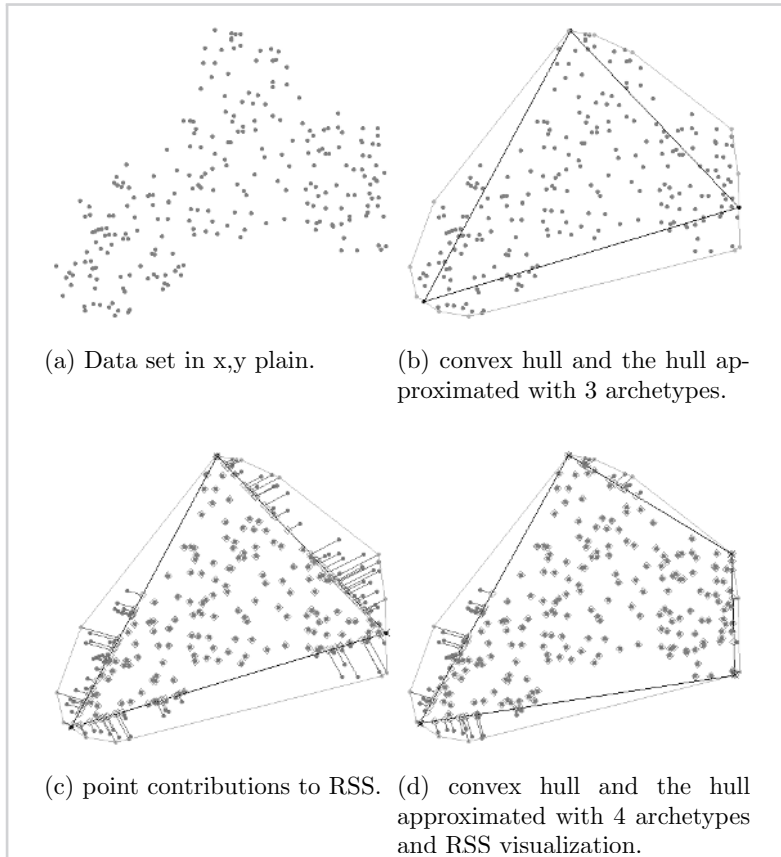 (a) Data set in x,y plain.
(b) convex hull and the hull ap-
proximated with 3 archetypes.
(c) point contributions to RSS.
(d) convex hull and the hull
approximated with 4 archetypes
and RSS visualization.